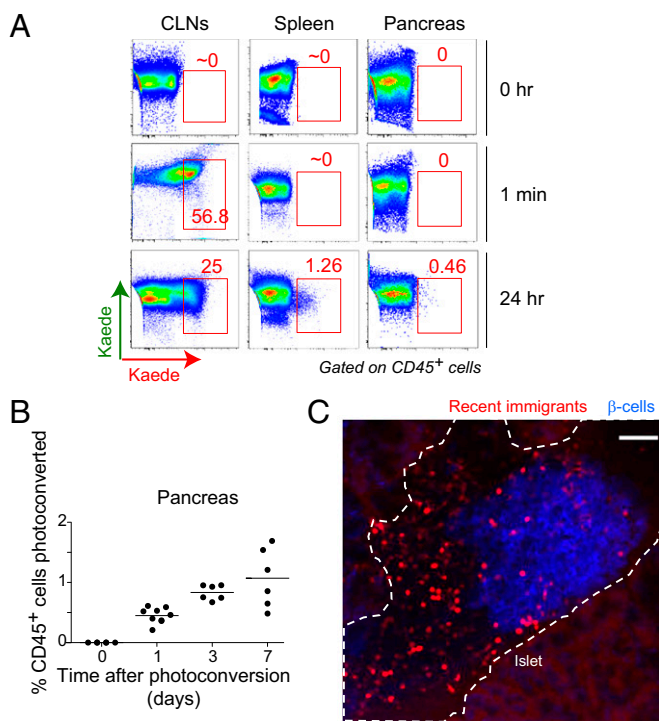 A
CLNs Spleen Pancreas
~0 ~0 0
0 hr
~0 0
56.8
1 min
25 1.26 0.46
24 hr
Kaede
Kaede
Gated on CD45+ cells
B
Pancreas
% CD45+ cells photoconverted
2
1
0
0 1 3 7
Time after photoconversion
(days)
C
Recent immigrants β-cells
Islet